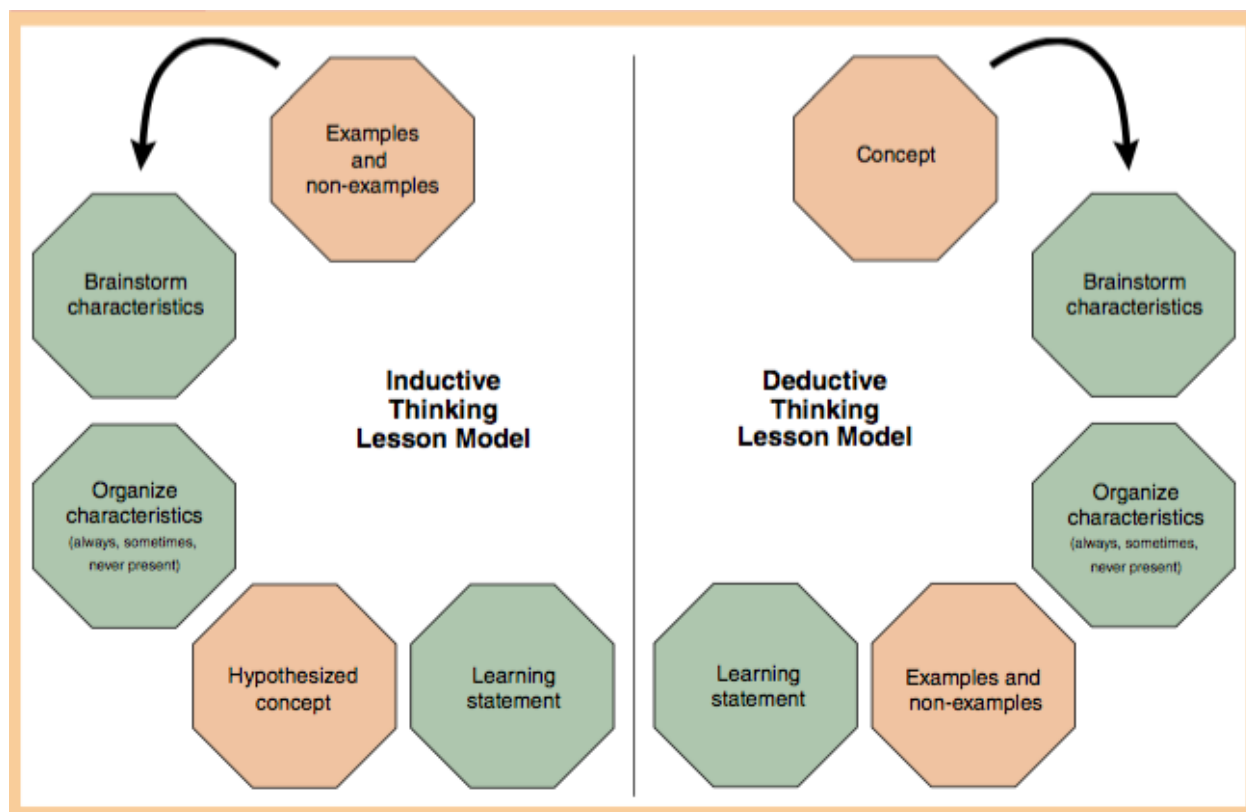 Examples
and
non-examples
Brainstorm
characteristics
Inductive
Thinking
Lesson Model
Organize
characteristics
(always, sometimes,
never present)
Hypothesized
concept
Learning
statement
Concept
Brainstorm
characteristics
Deductive
Thinking
Lesson Model
Organize
characteristics
(always, sometimes,
never present)
Examples and
non-examples
Learning
statement